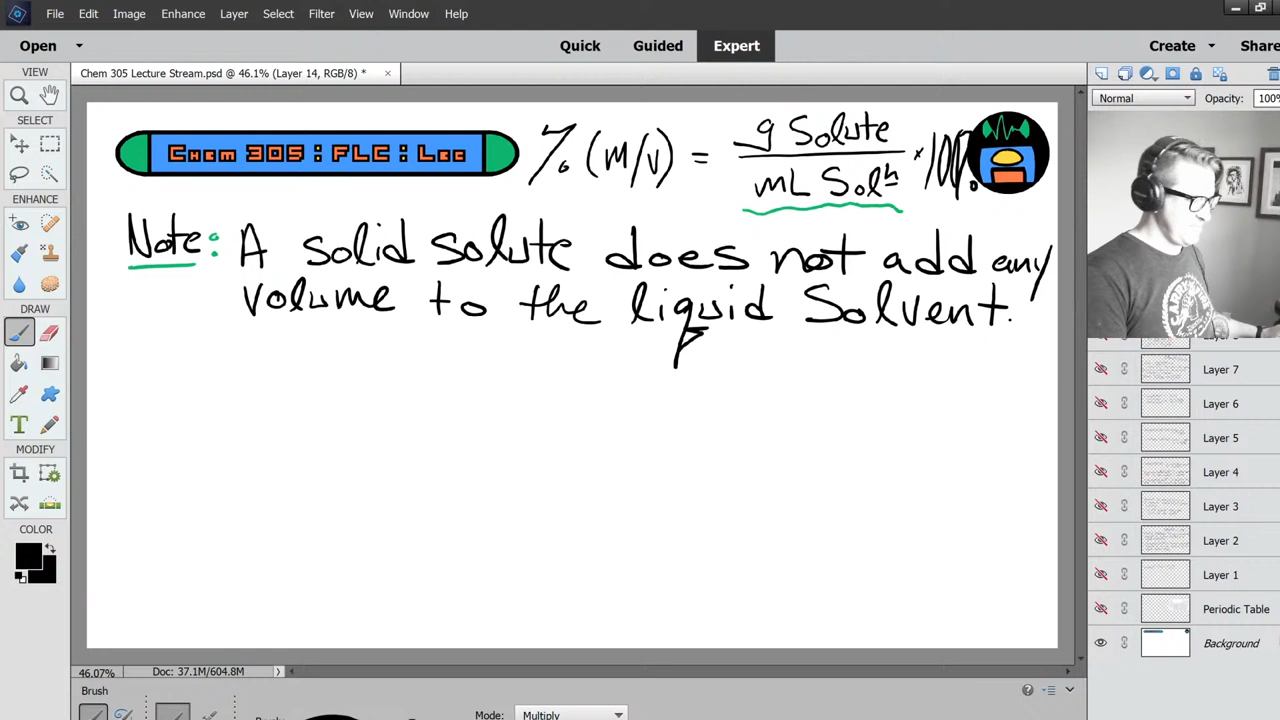 File Edit Image Enhance Layer Select Filter View Window Help
Open Quick Guided Expert Create Share
VIEW
Chem 305 Lecture Stream.psd @ 46.1% (Layer 14, RGB/8) *
Normal Opacity: 100%
SELECT
ENHANCE
DRAW
MODIFY
COLOR
Chem 305 : FLC : Lec
% (m/v) = g Solute / mL Solⁿ × 100%
Note: A solid solute does not add any
volume to the liquid Solvent.
Layer 7
Layer 6
Layer 5
Layer 4
Layer 3
Layer 2
Layer 1
Periodic Table
Background
46.07% Doc: 37.1M/604.8M
Brush
Mode: Multiply